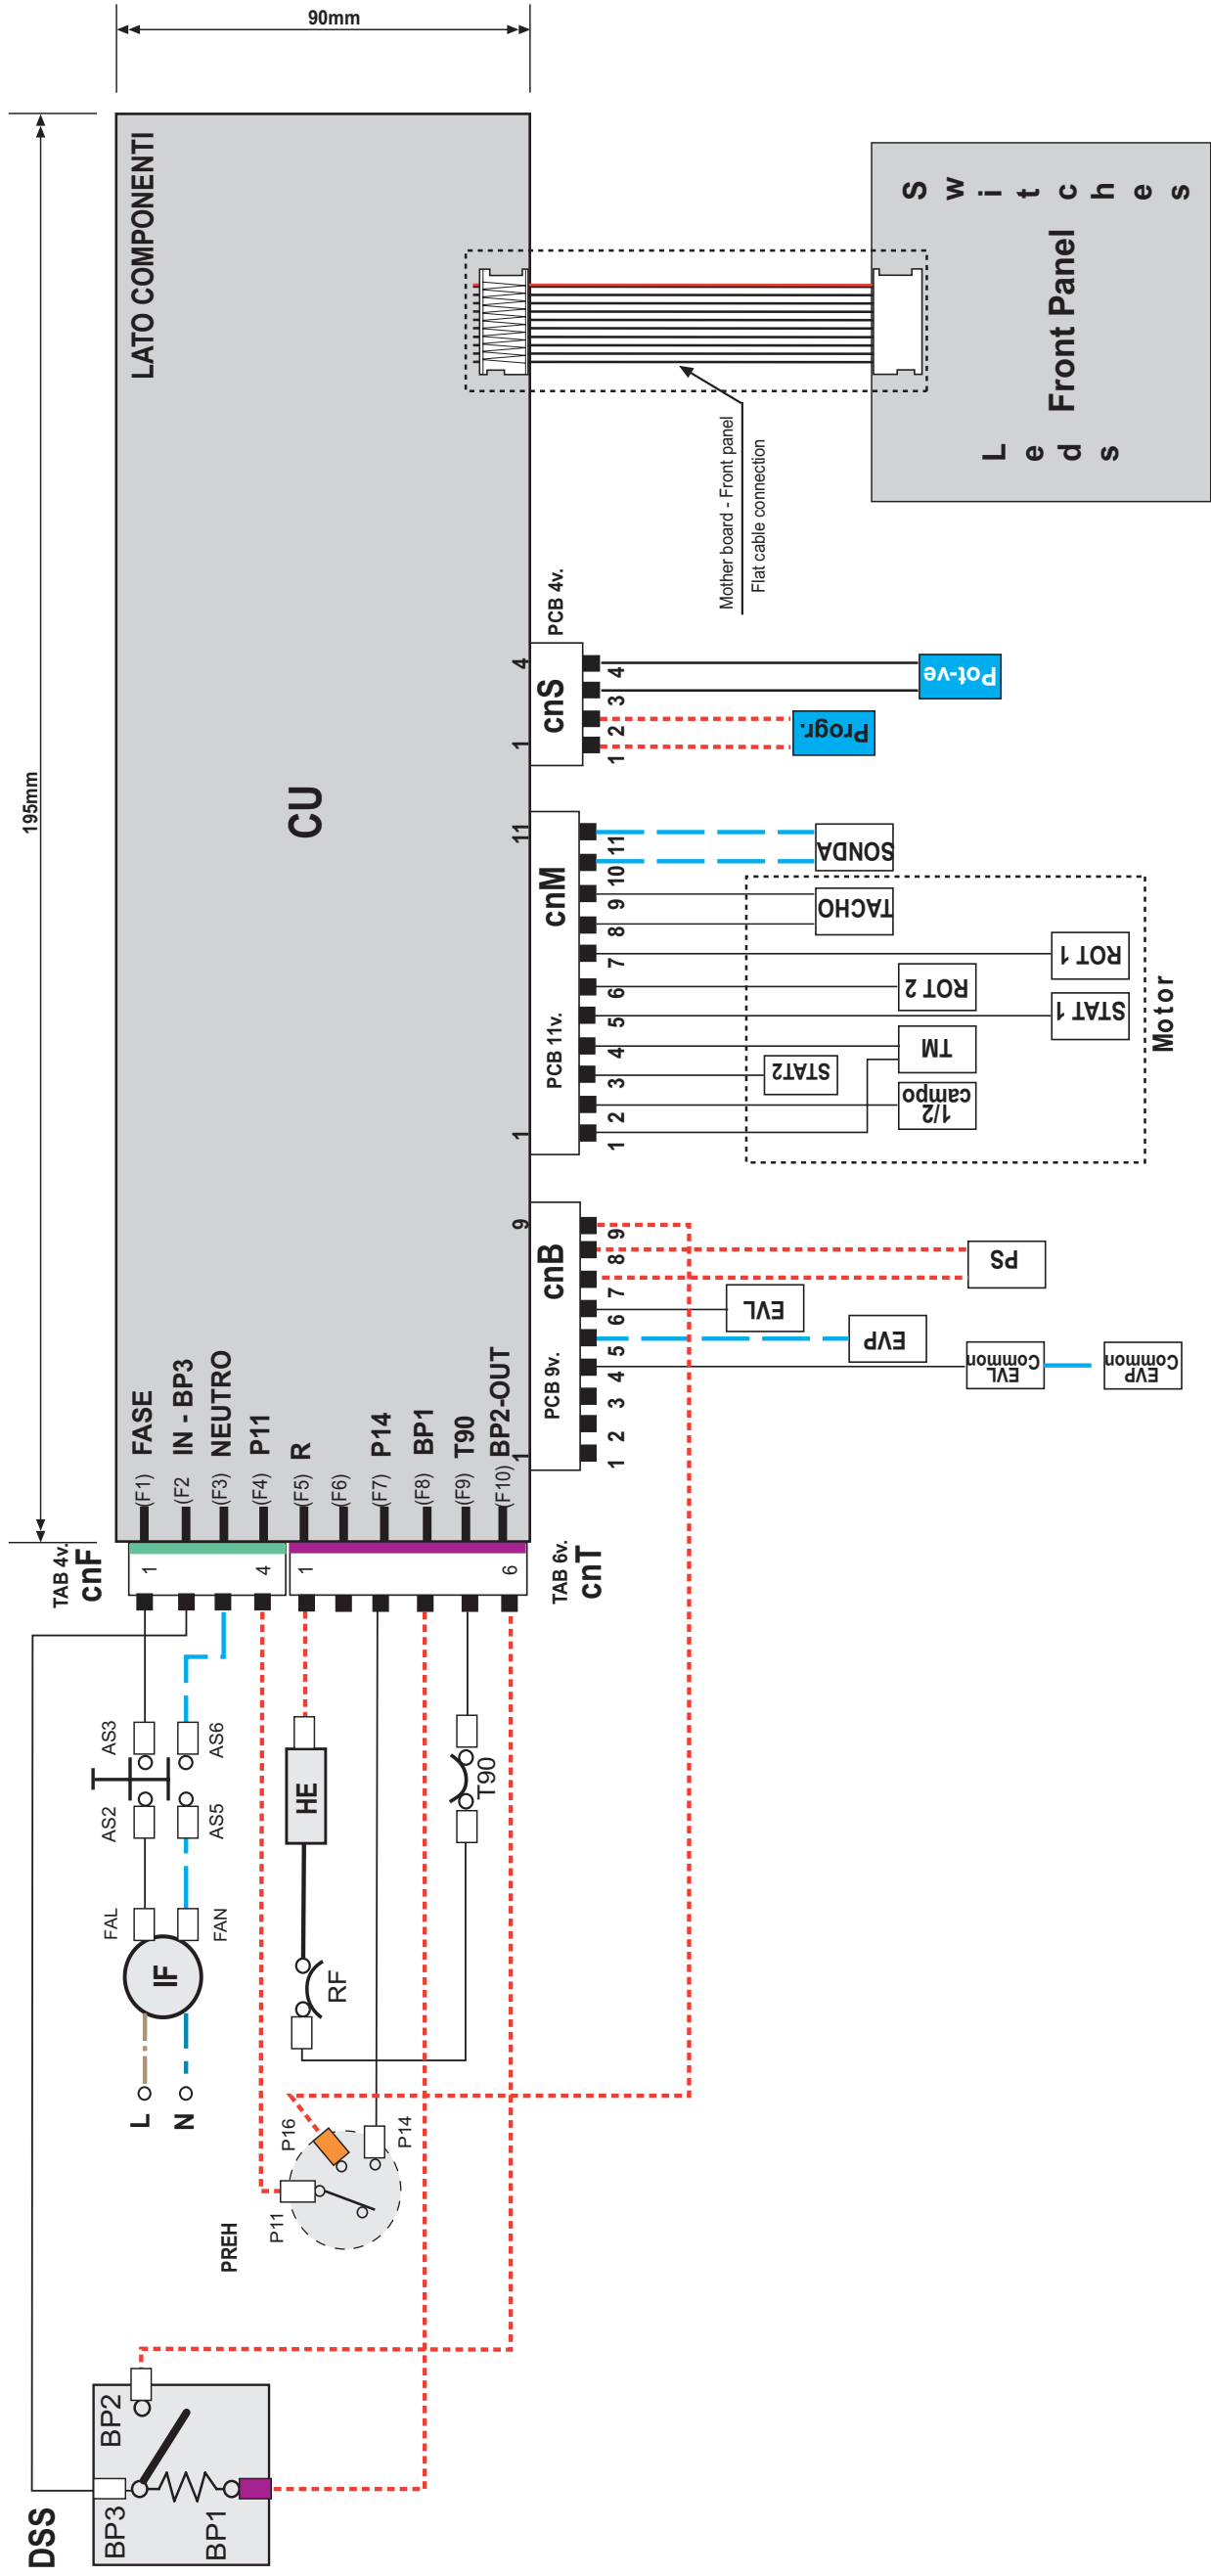 90mm
195mm
LATO COMPONENTI
CU
S w i t c h e s
Front Panel
L e d s
Mother board - Front panel
Flat cable connection
PCB 4v.
cnS
1 4
1 2 3 4
Pot-ve
Progr.
PCB 11v.
cnM
1 11
1 2 3 4 5 6 7 8 9 10 11
SONDA
TACHO
ROT 1
ROT 2
STAT 1
TM
STAT2
1/2
campo
Motor
PCB 9v.
cnB
1 9
1 2 3 4 5 6 7 8 9
PS
EVL
EVP
EVL
Common
EVP
Common
(F1) FASE
(F2 IN - BP3
(F3) NEUTRO
(F4) P11
(F5) R
(F6)
(F7) P14
(F8) BP1
(F9) T90
(F10) BP2-OUT
TAB 4v.
cnF
1 4
TAB 6v.
cnT
1 6
AS3
AS6
AS2
AS5
FAL
FAN
IF
L
N
HE
RF
T90
P16
P14
P11
PREH
DSS
BP2
BP3
BP1